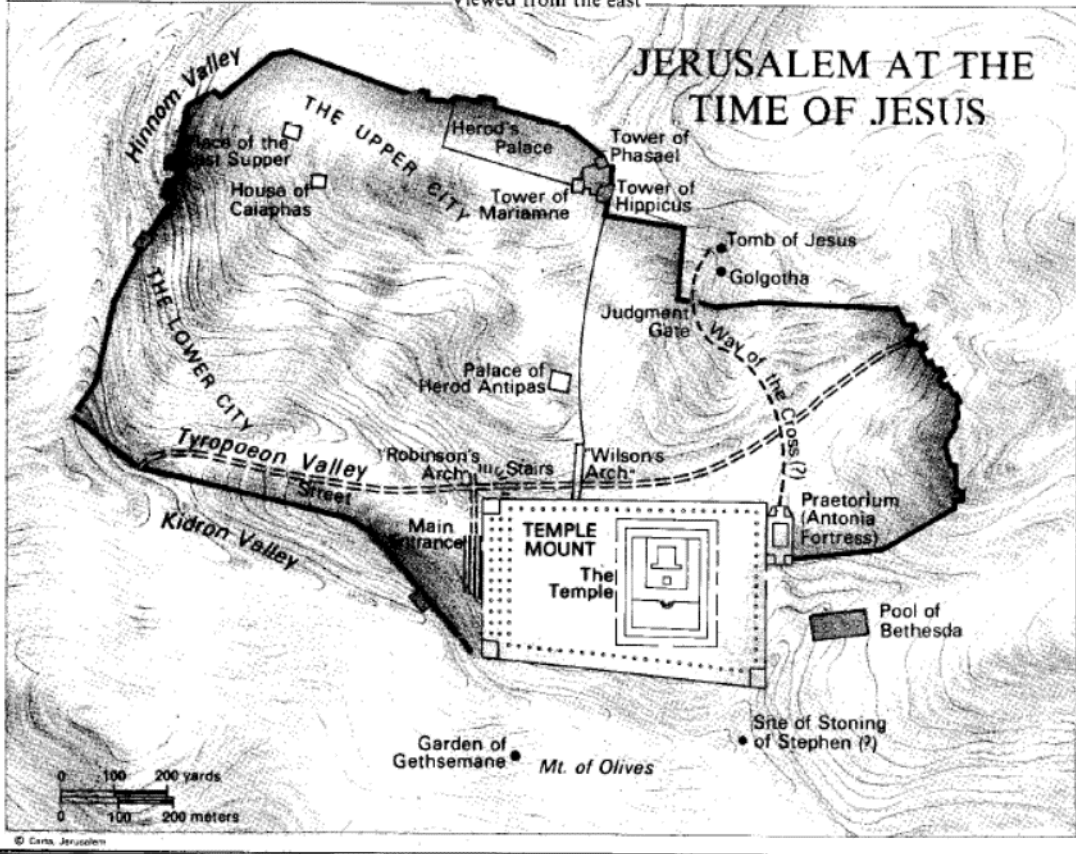 Viewed from the east
JERUSALEM AT THE
TIME OF JESUS
Hinnom Valley
THE UPPER CITY
Herod's
Palace
Tower of
Phasael
of the
Supper
House of
Caiaphas
Tower of
Mariamne
Tower of
Hippicus
Tomb of Jesus
Golgotha
THE LOWER CITY
Judgment
Gate
Way of the Cross (?)
Palace of
Herod Antipas
Tyropoeon Valley
Street
"Robinson's
Arch
Stairs
"Wilson's
Arch"
Kidron Valley
Main
Entrance
TEMPLE
MOUNT
The
Temple
Praetorium
(Antonia
Fortress)
Pool of
Bethesda
Site of Stoning
of Stephen (?)
Garden of
Gethsemane
Mt. of Olives
0 100 200 yards
0 100 200 meters
© Carta, Jerusalem